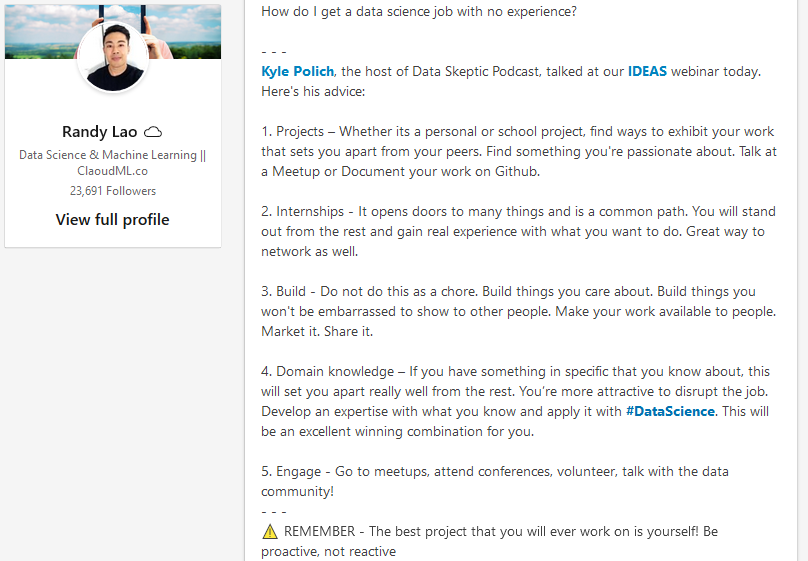 Randy Lao
Data Science & Machine Learning ||
ClaoudML.co
23,691 Followers
View full profile
How do I get a data science job with no experience?
- - -
Kyle Polich, the host of Data Skeptic Podcast, talked at our IDEAS webinar today.
Here's his advice:
1. Projects – Whether its a personal or school project, find ways to exhibit your work
that sets you apart from your peers. Find something you're passionate about. Talk at
a Meetup or Document your work on Github.
2. Internships - It opens doors to many things and is a common path. You will stand
out from the rest and gain real experience with what you want to do. Great way to
network as well.
3. Build - Do not do this as a chore. Build things you care about. Build things you
won't be embarrassed to show to other people. Make your work available to people.
Market it. Share it.
4. Domain knowledge – If you have something in specific that you know about, this
will set you apart really well from the rest. You're more attractive to disrupt the job.
Develop an expertise with what you know and apply it with #DataScience. This will
be an excellent winning combination for you.
5. Engage - Go to meetups, attend conferences, volunteer, talk with the data
community!
- - -
⚠ REMEMBER - The best project that you will ever work on is yourself! Be
proactive, not reactive